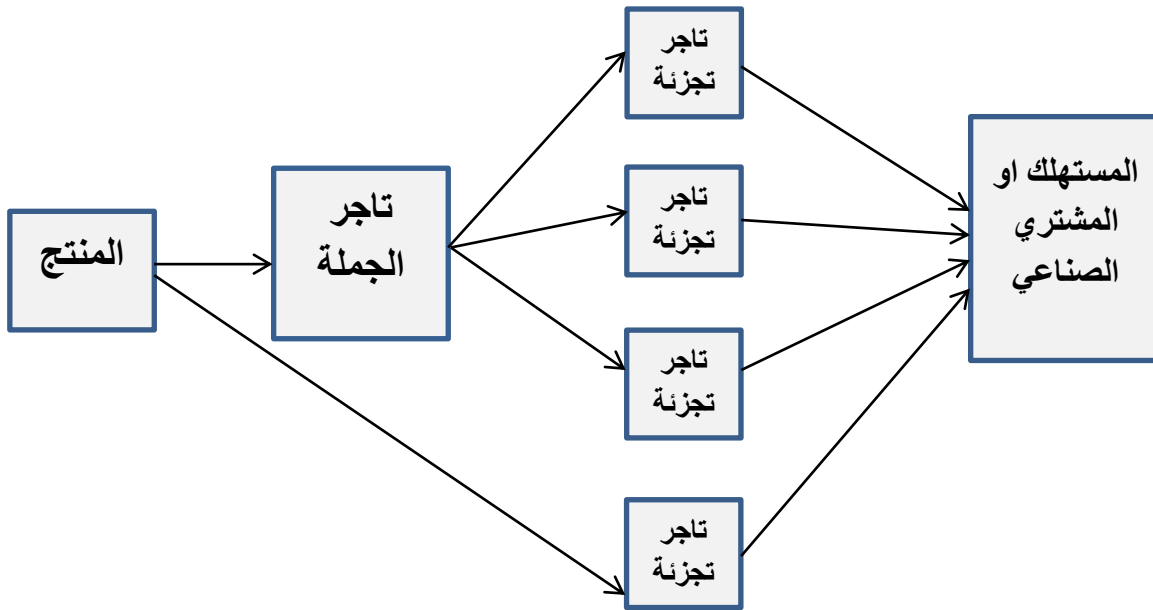 تاجر
تجزئة
المستهلك او
المشتري
الصناعي
تاجر
تجزئة
تاجر
الجملة
المنتج
تاجر
تجزئة
تاجر
تجزئة